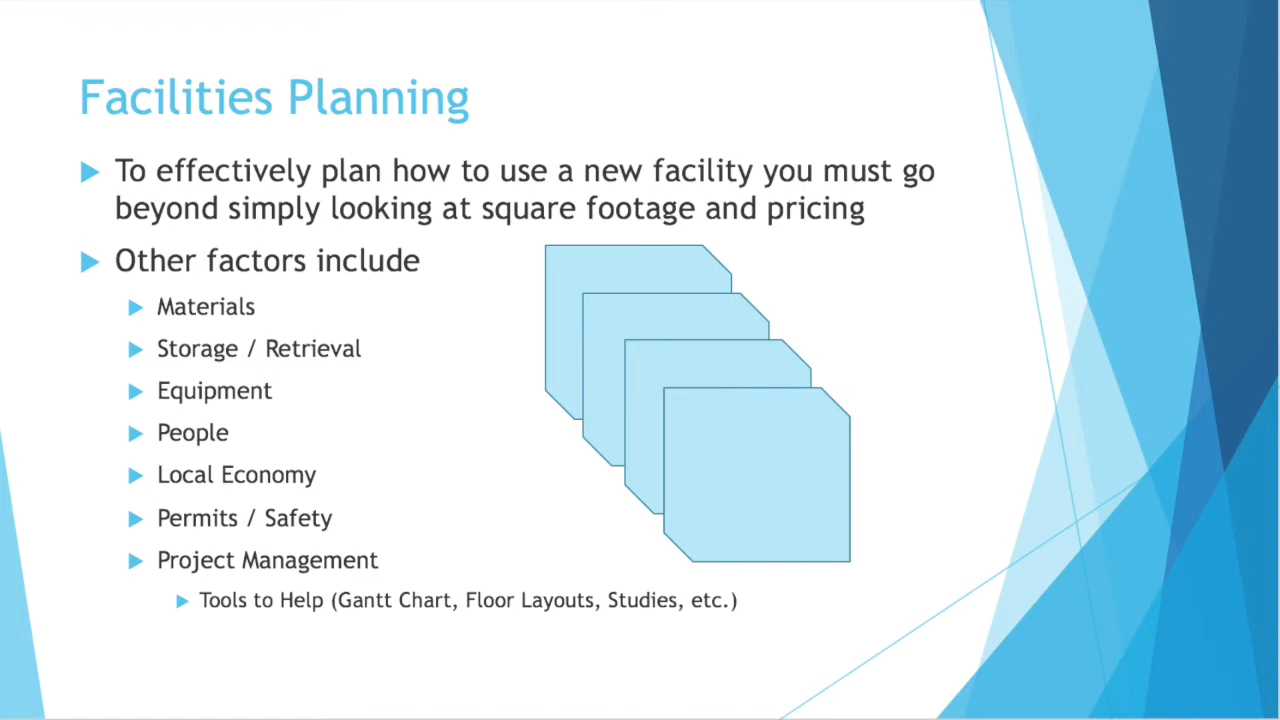 Facilities Planning
To effectively plan how to use a new facility you must go
beyond simply looking at square footage and pricing
Other factors include
Materials
Storage / Retrieval
Equipment
People
Local Economy
Permits / Safety
Project Management
Tools to Help (Gantt Chart, Floor Layouts, Studies, etc.)